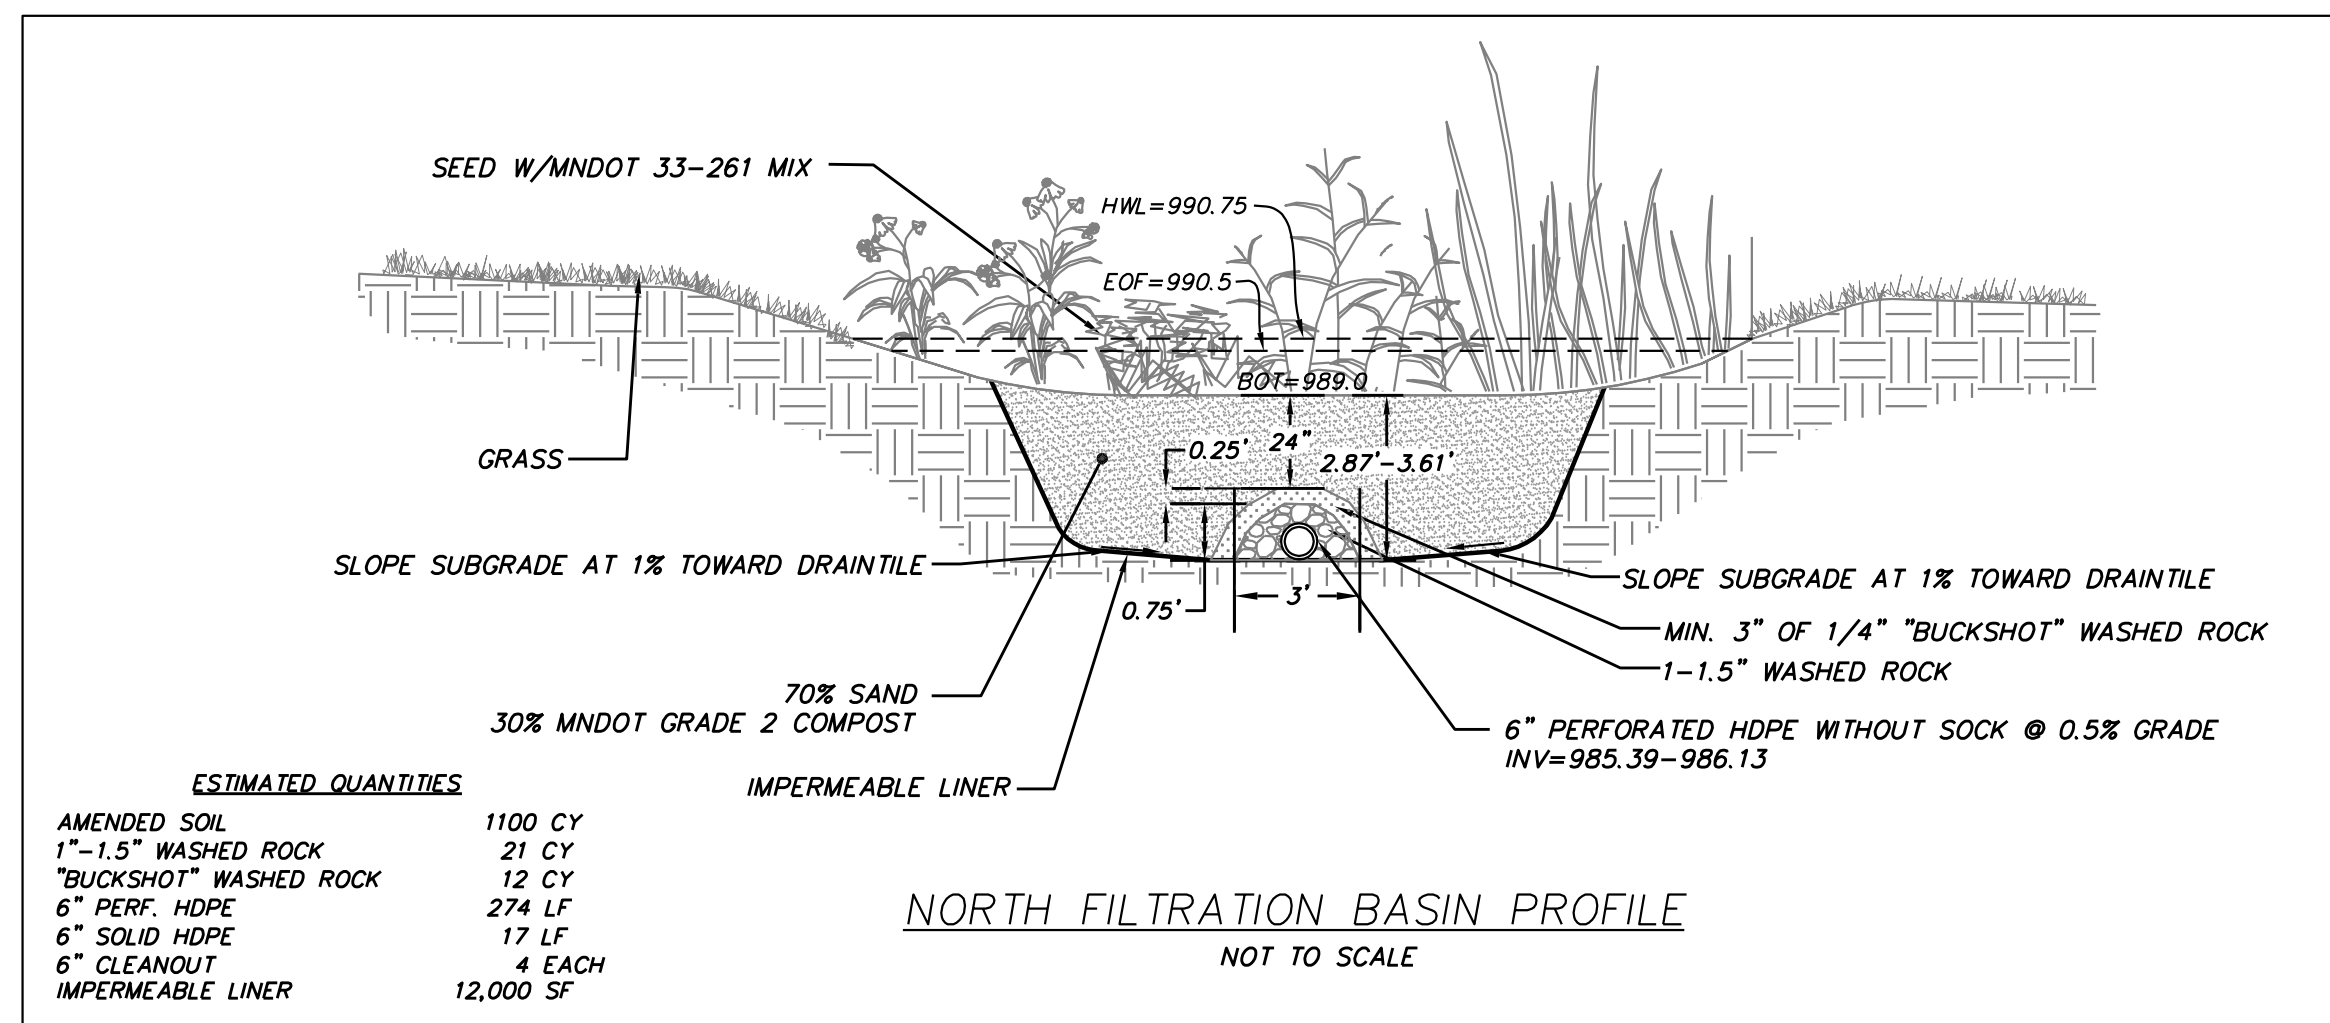 SEED W/MNDOT 33-261 MIX
HWL=990.75
EOF=990.5
BOT=989.0
0.25' 24"
2.87'-3.61'
GRASS
SLOPE SUBGRADE AT 1% TOWARD DRAINTILE
SLOPE SUBGRADE AT 1% TOWARD DRAINTILE
0.75'
3'
MIN. 3" OF 1/4" "BUCKSHOT" WASHED ROCK
1-1.5" WASHED ROCK
70% SAND
30% MNDOT GRADE 2 COMPOST
6" PERFORATED HDPE WITHOUT SOCK @ 0.5% GRADE
INV=985.39-986.13
IMPERMEABLE LINER
ESTIMATED QUANTITIES
AMENDED SOIL 1100 CY
1"-1.5" WASHED ROCK 21 CY
"BUCKSHOT" WASHED ROCK 12 CY
6" PERF. HDPE 274 LF
6" SOLID HDPE 17 LF
6" CLEANOUT 4 EACH
IMPERMEABLE LINER 12,000 SF
NORTH FILTRATION BASIN PROFILE
NOT TO SCALE